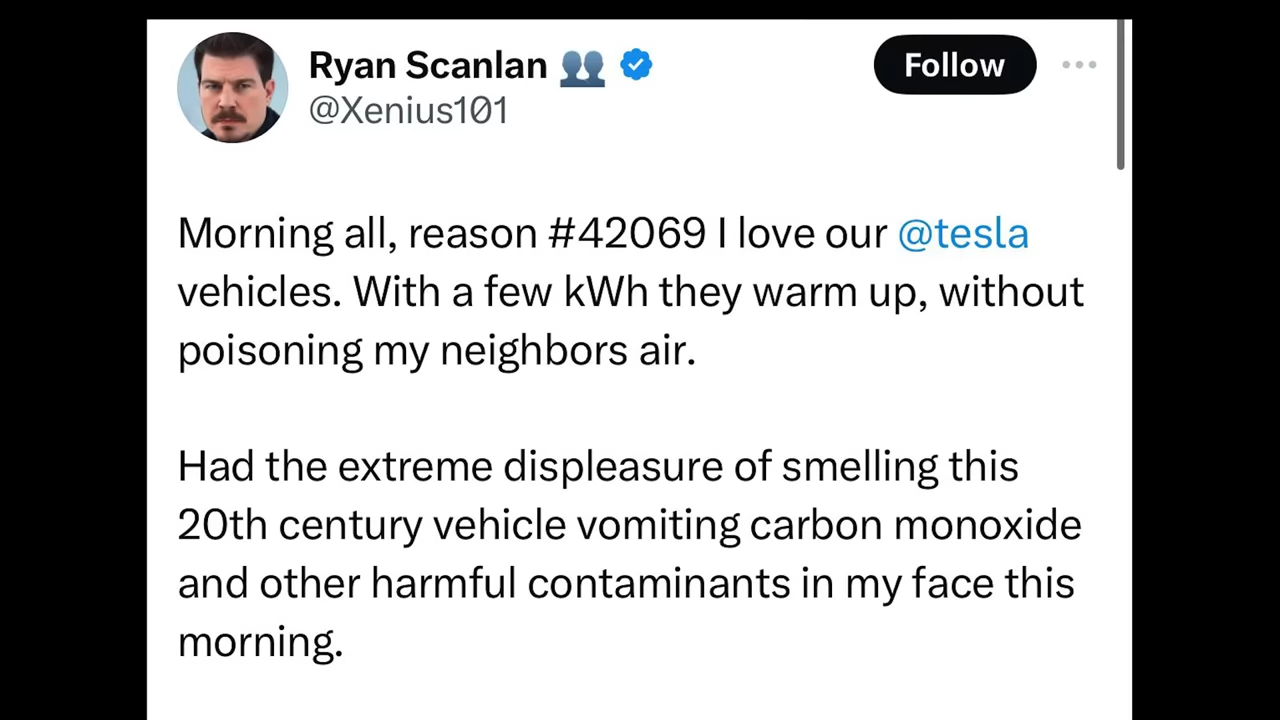 Ryan Scanlan
@Xenius101
Follow
Morning all, reason #42069 I love our @tesla
vehicles. With a few kWh they warm up, without
poisoning my neighbors air.
Had the extreme displeasure of smelling this
20th century vehicle vomiting carbon monoxide
and other harmful contaminants in my face this
morning.